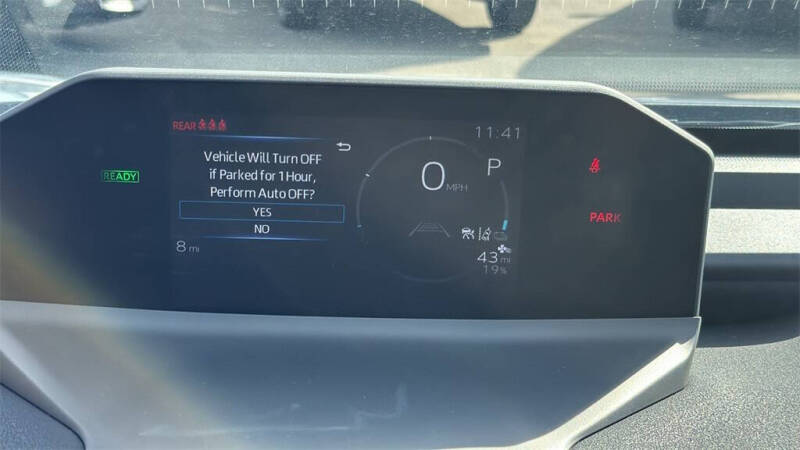 REAR
11:41
Vehicle Will Turn OFF
if Parked for 1 Hour,
Perform Auto OFF?
YES
NO
READY
0 MPH
P
PARK
8 mi
43 mi
19%